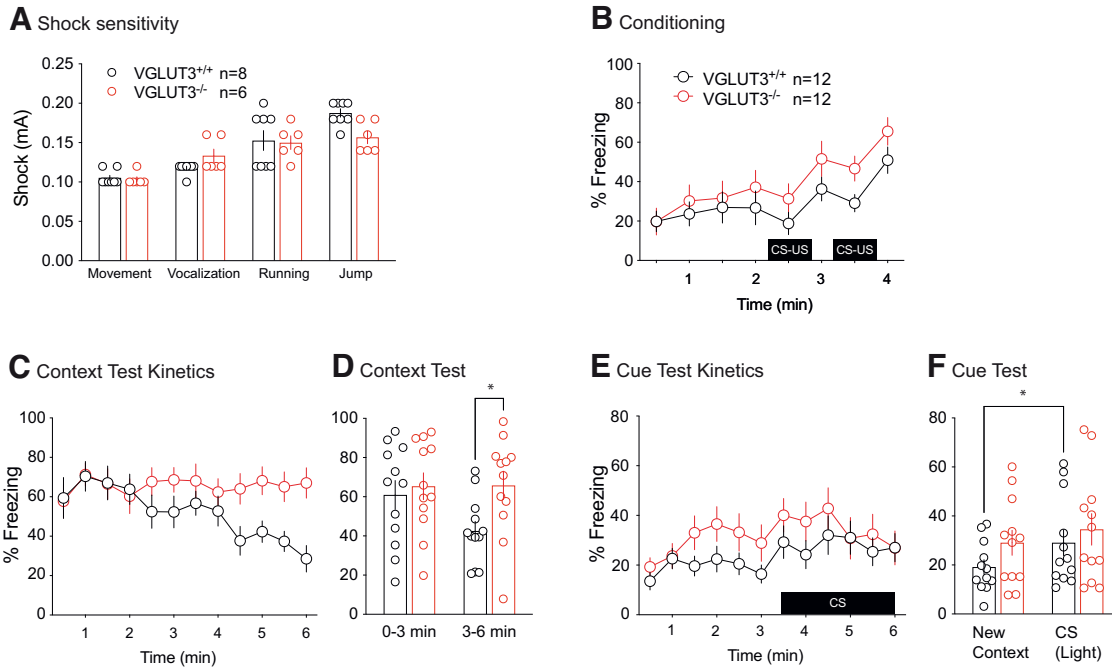 A Shock sensitivity
VGLUT3+/+ n=8
VGLUT3-/- n=6
Shock (mA)
0.25
0.20
0.15
0.10
0.05
0.00
Movement Vocalization Running Jump
B Conditioning
VGLUT3+/+ n=12
VGLUT3-/- n=12
% Freezing
100
80
60
40
20
0
CS-US CS-US
1 2 3 4
Time (min)
C Context Test Kinetics
% Freezing
100
80
60
40
20
0
1 2 3 4 5 6
Time (min)
D Context Test
*
100
80
60
40
20
0
0-3 min 3-6 min
E Cue Test Kinetics
% Freezing
80
60
40
20
0
CS
1 2 3 4 5 6
Time (min)
F Cue Test
*
80
60
40
20
0
New CS
Context (Light)